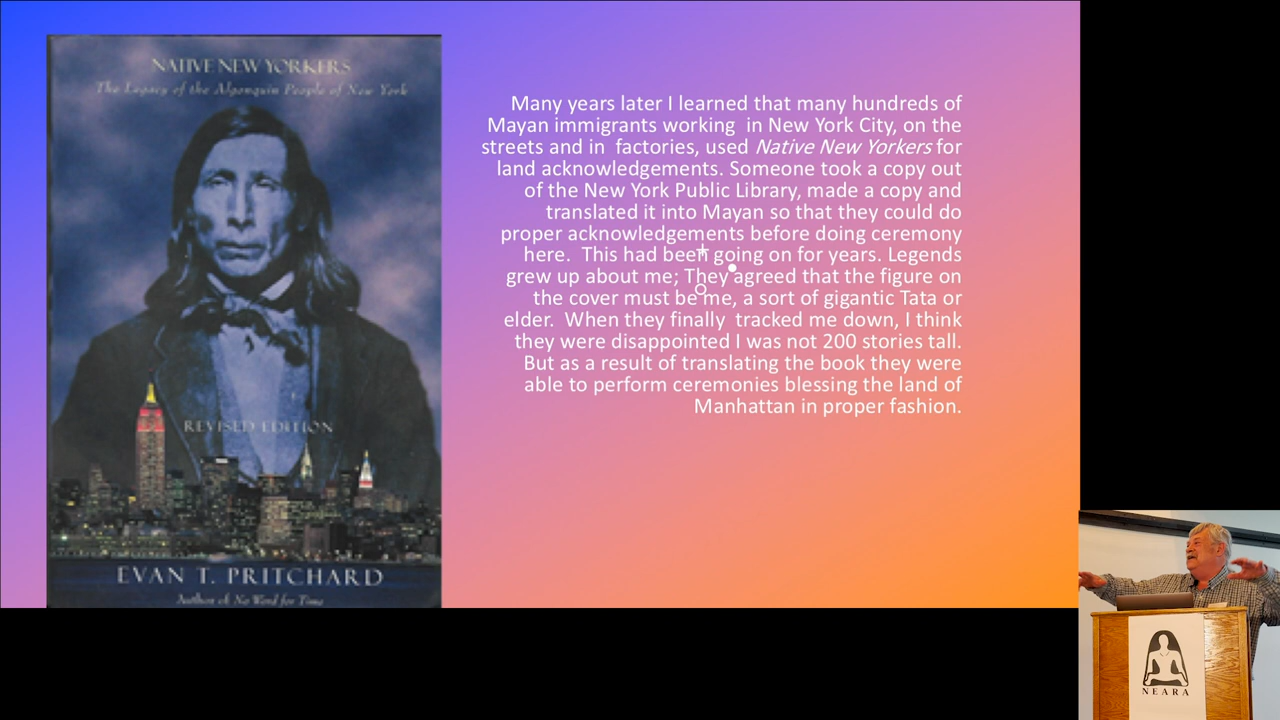 NATIVE NEW YORKERS
The Legacy of the Algonquin People of New York
REVISED EDITION
EVAN T. PRITCHARD
Author of No Word for Time
Many years later I learned that many hundreds of
Mayan immigrants working in New York City, on the
streets and in factories, used Native New Yorkers for
land acknowledgements. Someone took a copy out
of the New York Public Library, made a copy and
translated it into Mayan so that they could do
proper acknowledgements before doing ceremony
here. This had been going on for years. Legends
grew up about me; They agreed that the figure on
the cover must be me, a sort of gigantic Tata or
elder. When they finally tracked me down, I think
they were disappointed I was not 200 stories tall.
But as a result of translating the book they were
able to perform ceremonies blessing the land of
Manhattan in proper fashion.
NEARA